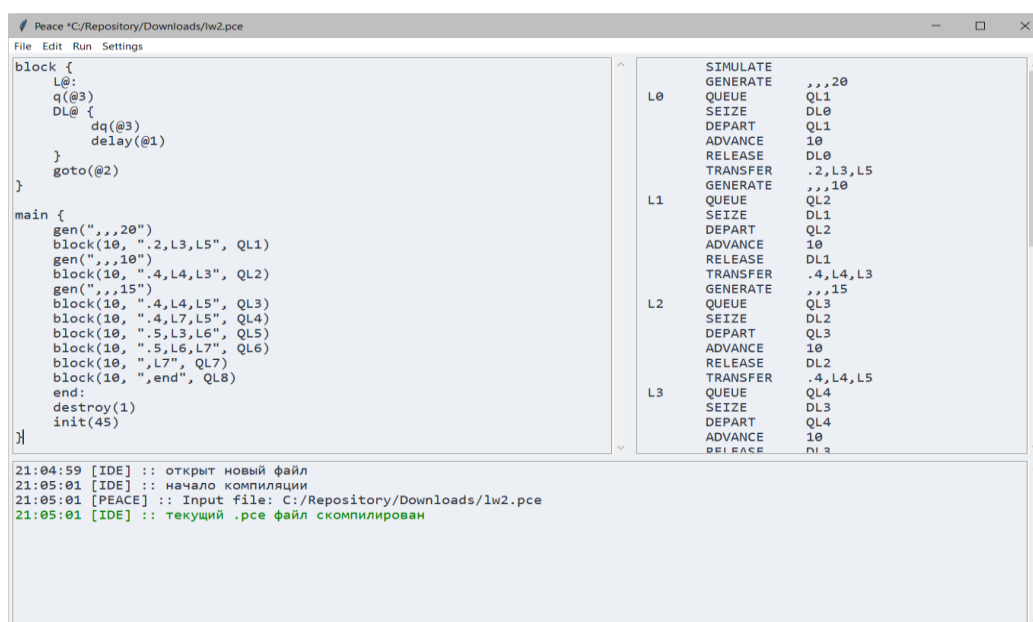 Peace *C:/Repository/Downloads/lw2.pce
File Edit Run Settings
block {
L@:
q(@3)
DL@ {
dq(@3)
delay(@1)
}
goto(@2)
}
main {
gen(",,,20")
block(10, ".2,L3,L5", QL1)
gen(",,,10")
block(10, ".4,L4,L3", QL2)
gen(",,,15")
block(10, ".4,L4,L5", QL3)
block(10, ".4,L7,L5", QL4)
block(10, ".5,L3,L6", QL5)
block(10, ".5,L6,L7", QL6)
block(10, ",L7", QL7)
block(10, ",end", QL8)
end:
destroy(1)
init(45)
}
SIMULATE
GENERATE ,,,20
L0 QUEUE QL1
SEIZE DL0
DEPART QL1
ADVANCE 10
RELEASE DL0
TRANSFER .2,L3,L5
GENERATE ,,,10
L1 QUEUE QL2
SEIZE DL1
DEPART QL2
ADVANCE 10
RELEASE DL1
TRANSFER .4,L4,L3
GENERATE ,,,15
L2 QUEUE QL3
SEIZE DL2
DEPART QL3
ADVANCE 10
RELEASE DL2
TRANSFER .4,L4,L5
L3 QUEUE QL4
SEIZE DL3
DEPART QL4
ADVANCE 10
RELEASE DL3
21:04:59 [IDE] :: открыт новый файл
21:05:01 [IDE] :: начало компиляции
21:05:01 [PEACE] :: Input file: C:/Repository/Downloads/lw2.pce
21:05:01 [IDE] :: текущий .pce файл скомпилирован